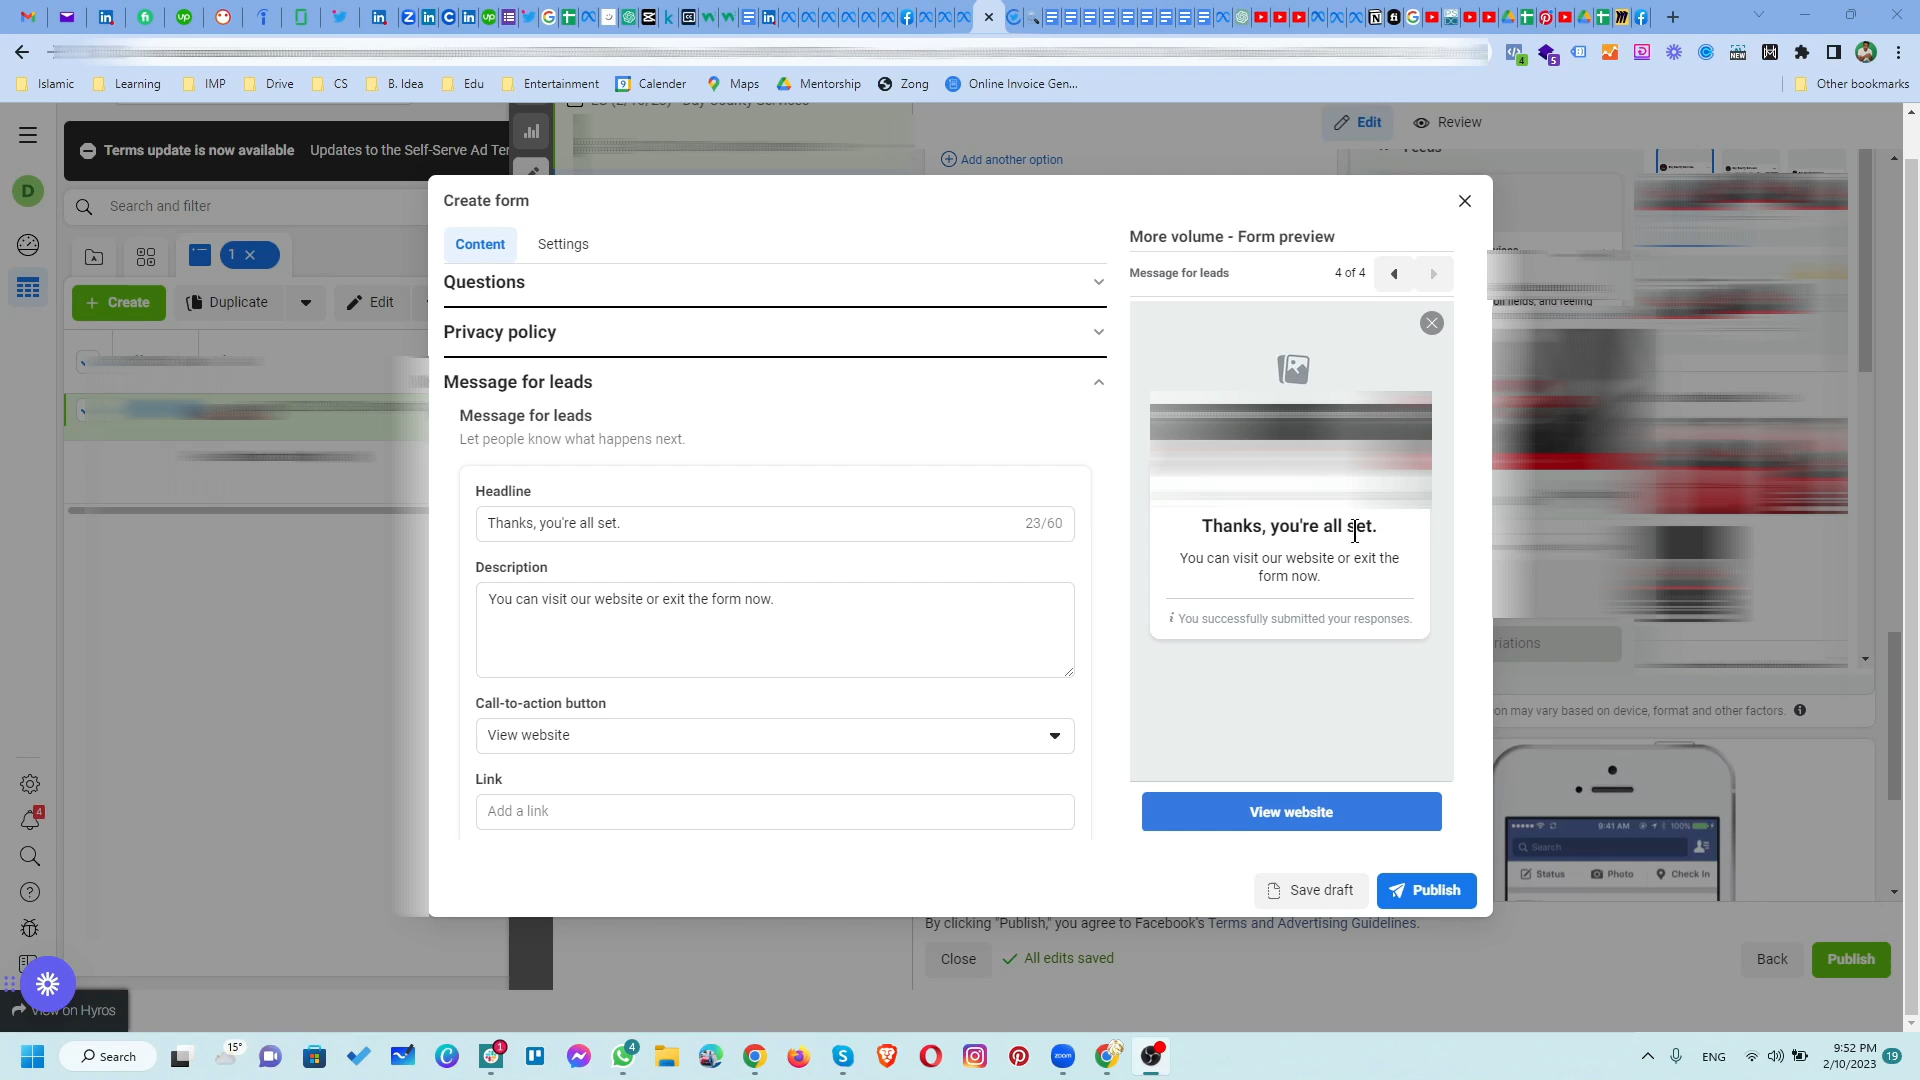 Islamic
Learning
IMP
Drive
CS
B. Idea
Edu
Entertainment
Calender
Maps
Mentorship
Zong
Online Invoice Gen...
Other bookmarks
Terms update is now available Updates to the Self-Serve Ad Ter
D
Search and filter
1
Create
Duplicate
Edit
Add another option
Edit
Review
Create form
Content
Settings
Questions
Privacy policy
Message for leads
Message for leads
Let people know what happens next.
Headline
Thanks, you're all set.
23/60
Description
You can visit our website or exit the form now.
Call-to-action button
View website
Link
Add a link
More volume - Form preview
Message for leads
4 of 4
Thanks, you're all set.
You can visit our website or exit the
form now.
You successfully submitted your responses.
View website
Save draft
Publish
on may vary based on device, format and other factors.
9:41 AM
100%
Search
Status
Photo
Check In
By clicking "Publish," you agree to Facebook's Terms and Advertising Guidelines.
Close
All edits saved
Back
Publish
View on Hyros
Search
15°
ENG
9:52 PM
2/10/2023
19